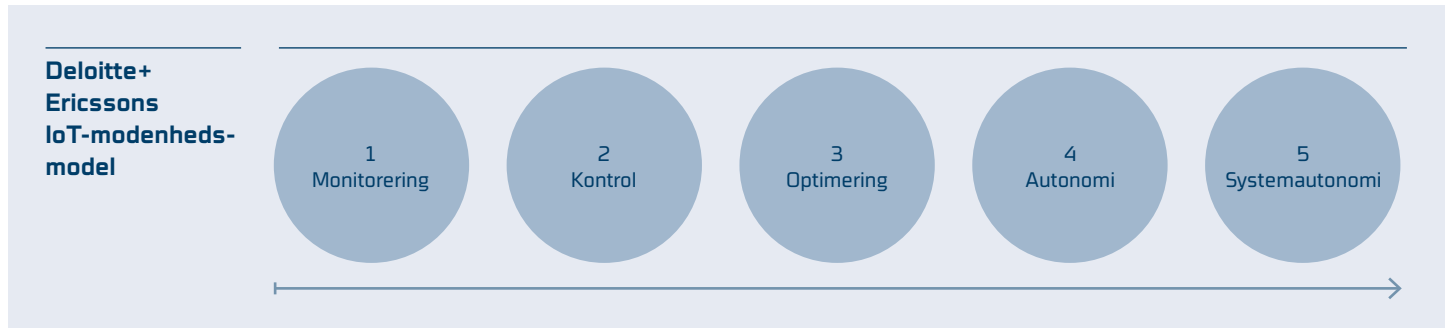 Deloitte+
Ericssons
IoT-modenheds-
model
1
Monitorering
2
Kontrol
3
Optimering
4
Autonomi
5
Systemautonomi